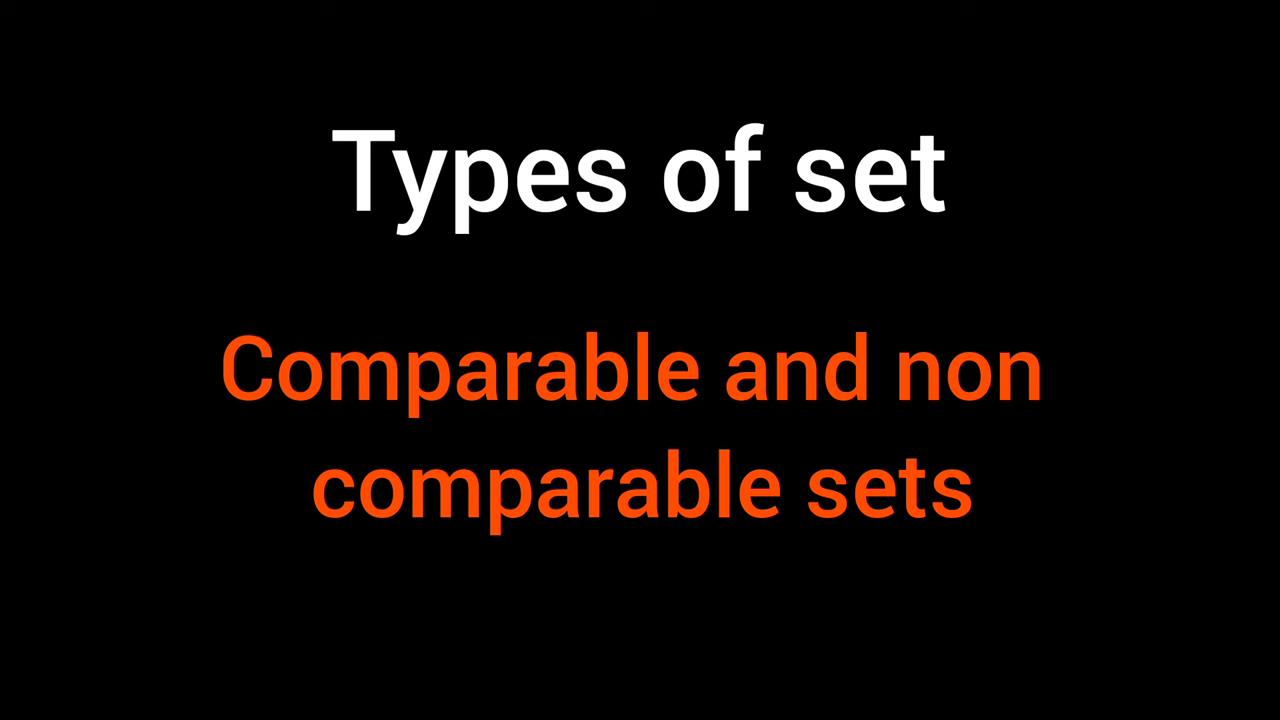 Types of set
Comparable and non
comparable sets